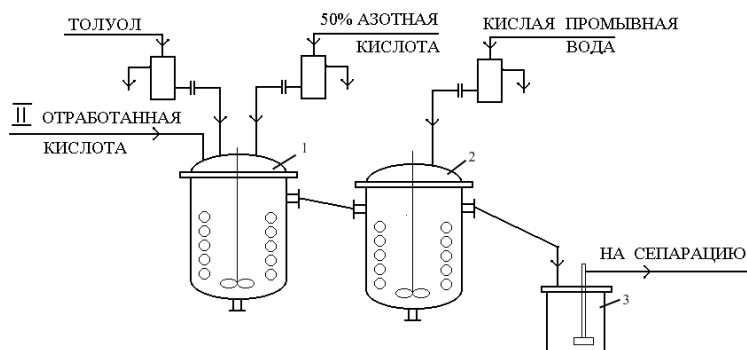 ТОЛУОЛ
50% АЗОТНАЯ
КИСЛОТА
КИСЛАЯ ПРОМЫВНАЯ
ВОДА
II ОТРАБОТАННАЯ
КИСЛОТА
1
2
НА СЕПАРАЦИЮ
3